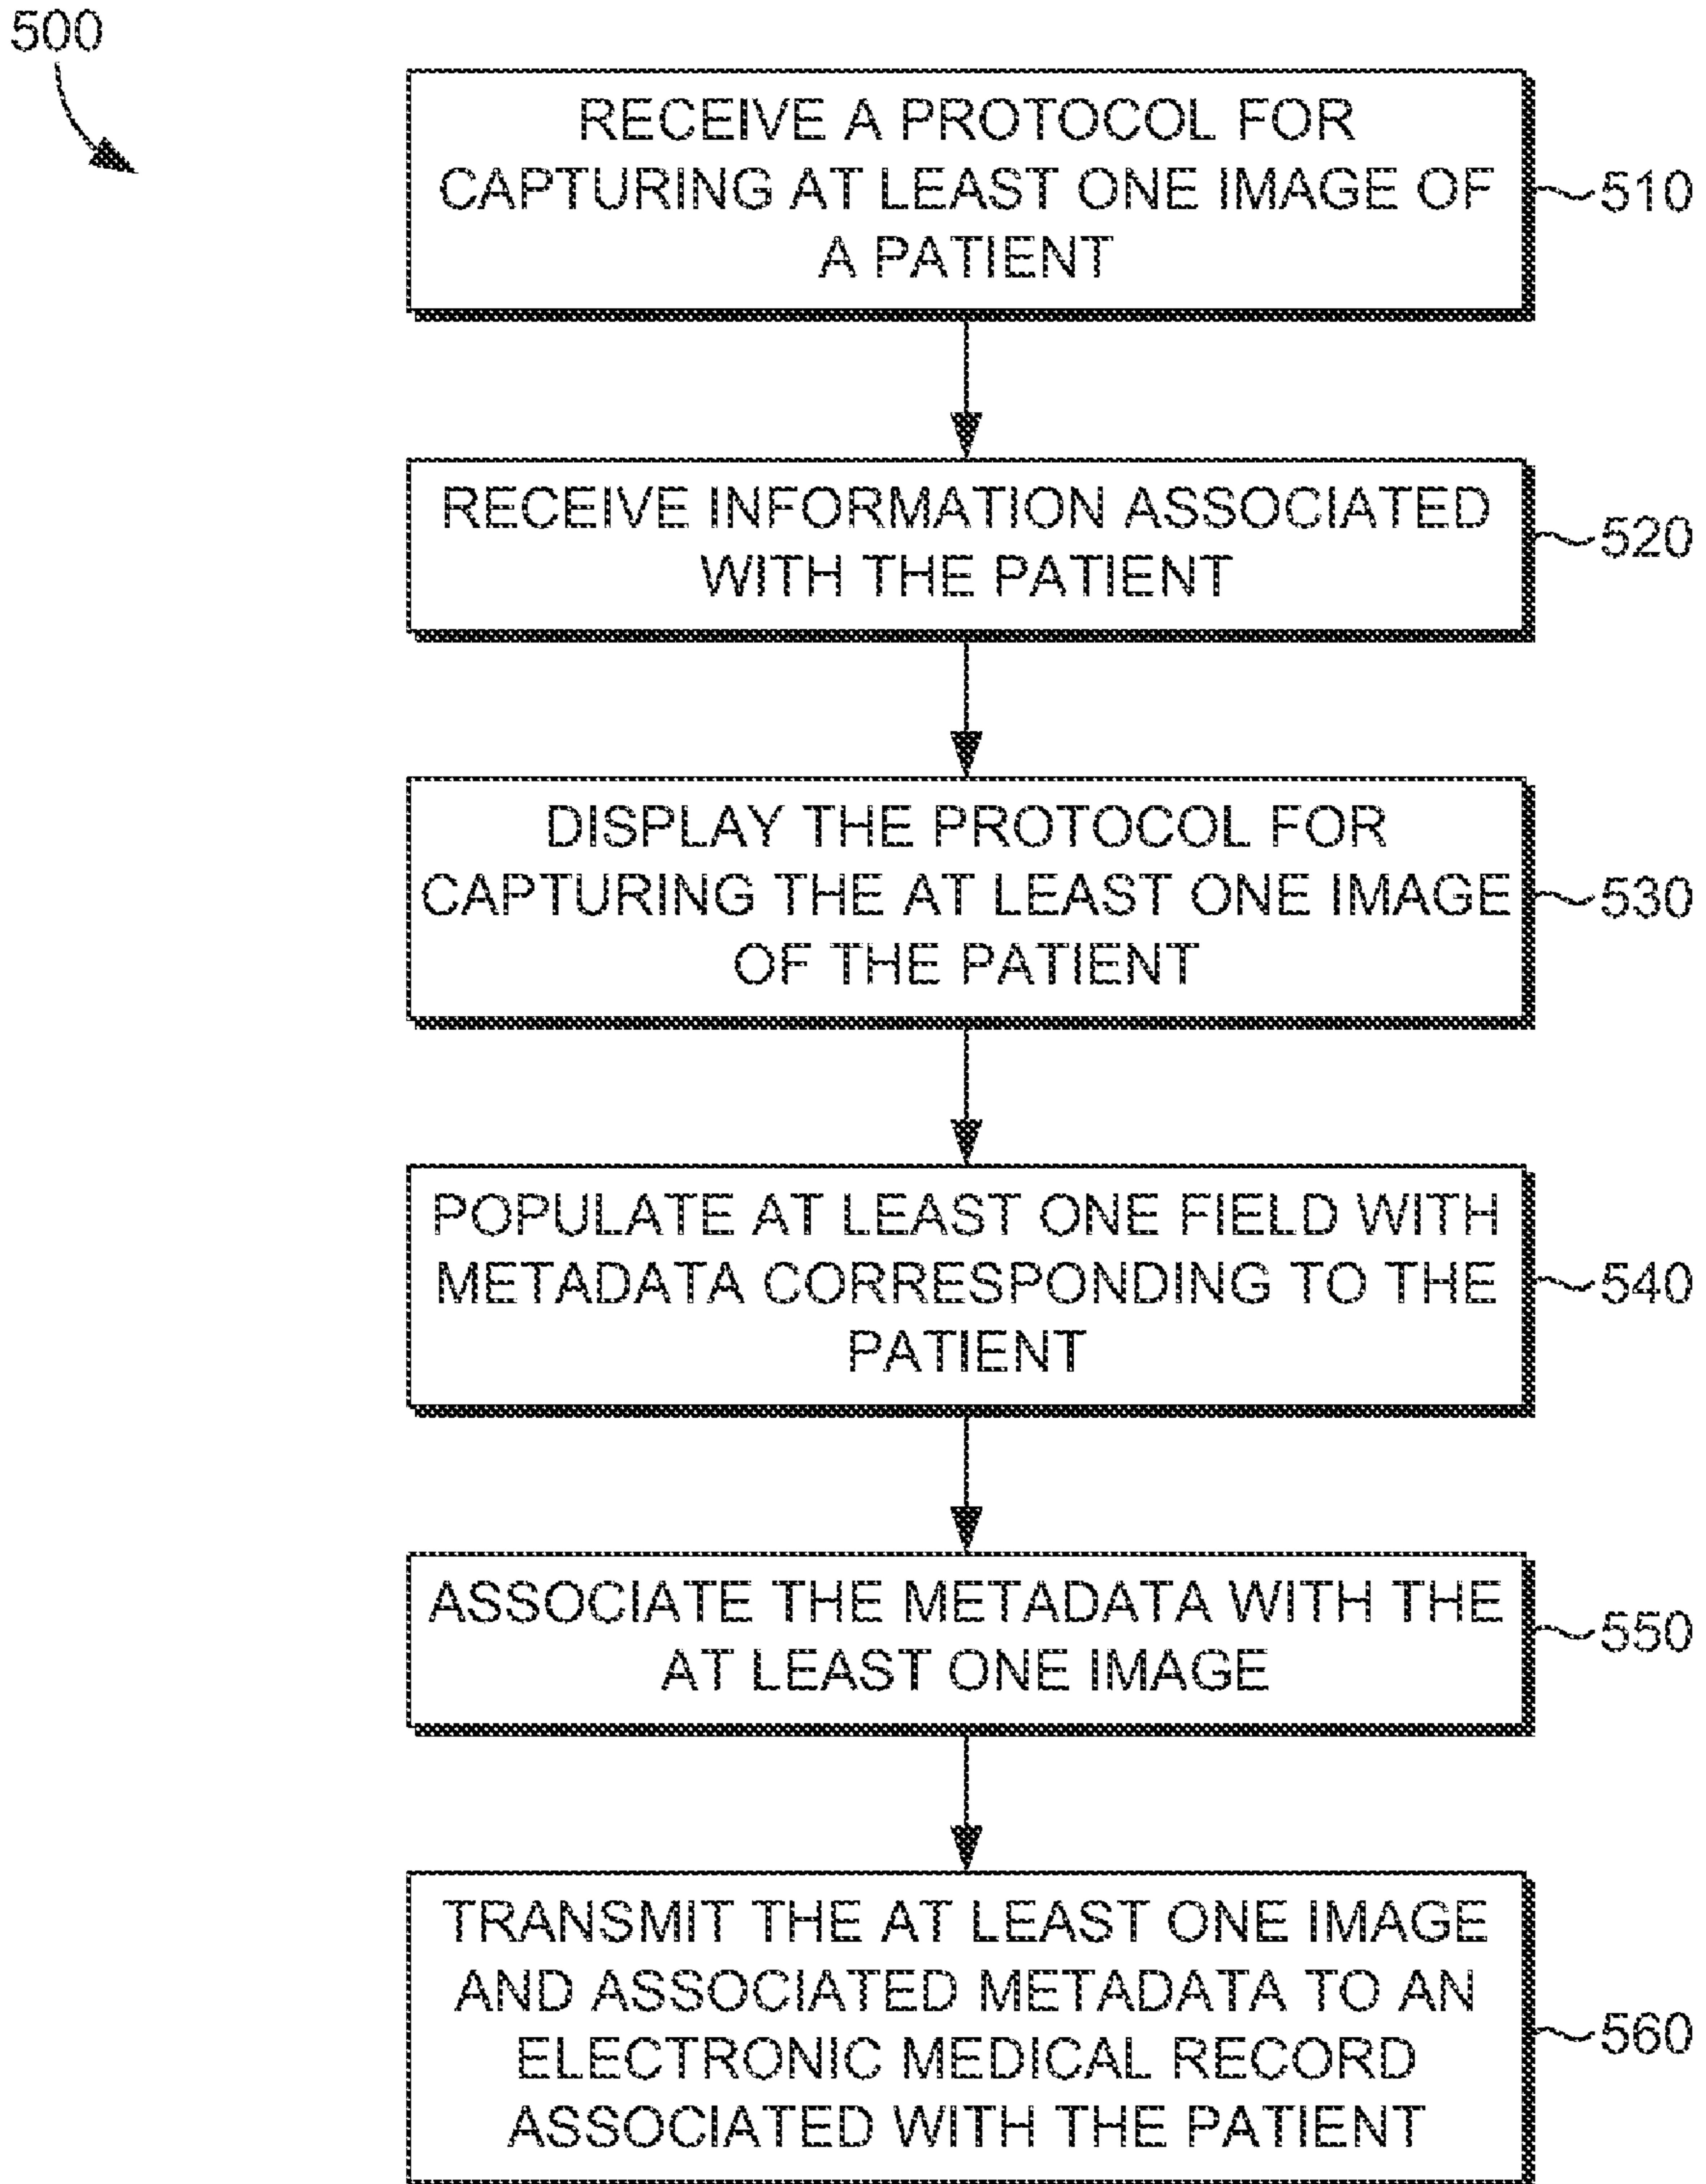 500
RECEIVE A PROTOCOL FOR
CAPTURING AT LEAST ONE IMAGE OF
A PATIENT
510
RECEIVE INFORMATION ASSOCIATED
WITH THE PATIENT
520
DISPLAY THE PROTOCOL FOR
CAPTURING THE AT LEAST ONE IMAGE
OF THE PATIENT
530
POPULATE AT LEAST ONE FIELD WITH
METADATA CORRESPONDING TO THE
PATIENT
540
ASSOCIATE THE METADATA WITH THE
AT LEAST ONE IMAGE
550
TRANSMIT THE AT LEAST ONE IMAGE
AND ASSOCIATED METADATA TO AN
ELECTRONIC MEDICAL RECORD
ASSOCIATED WITH THE PATIENT
560